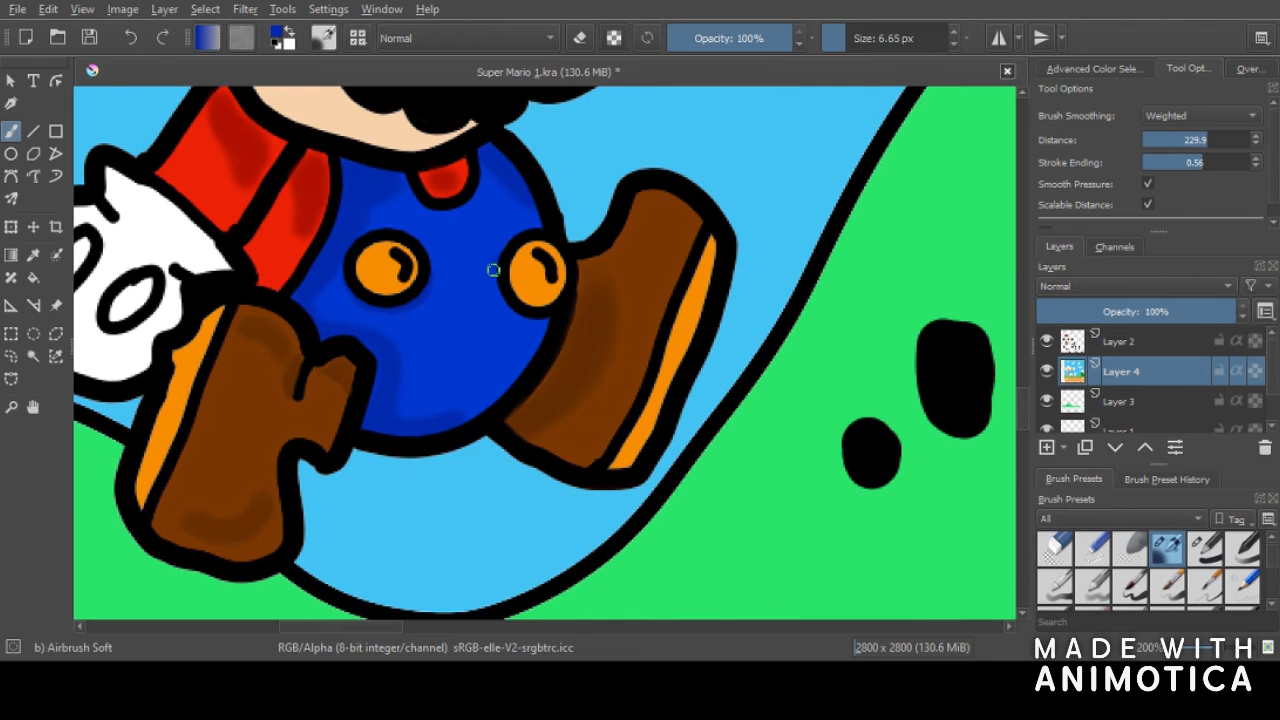 File Edit View Image Layer Select Filter Tools Settings Window Help
Normal Opacity: 100% Size: 6.65 px
Super Mario 1.kra (130.6 MiB) *
Advanced Color Sele... Tool Opt... Over...
Tool Options
Brush Smoothing: Weighted
Distance: 229.9
Stroke Ending: 0.56
Smooth Pressure: ✓
Scalable Distance: ✓
Layers Channels
Layers
Normal
Opacity: 100%
Layer 2
Layer 4
Layer 3
Brush Presets Brush Preset History
Brush Presets
All Tag
Search
b) Airbrush Soft RGB/Alpha (8-bit integer/channel) sRGB-elle-V2-srgbtrc.icc 2800 x 2800 (130.6 MiB) 200%
MADE WITH
ANIMOTICA